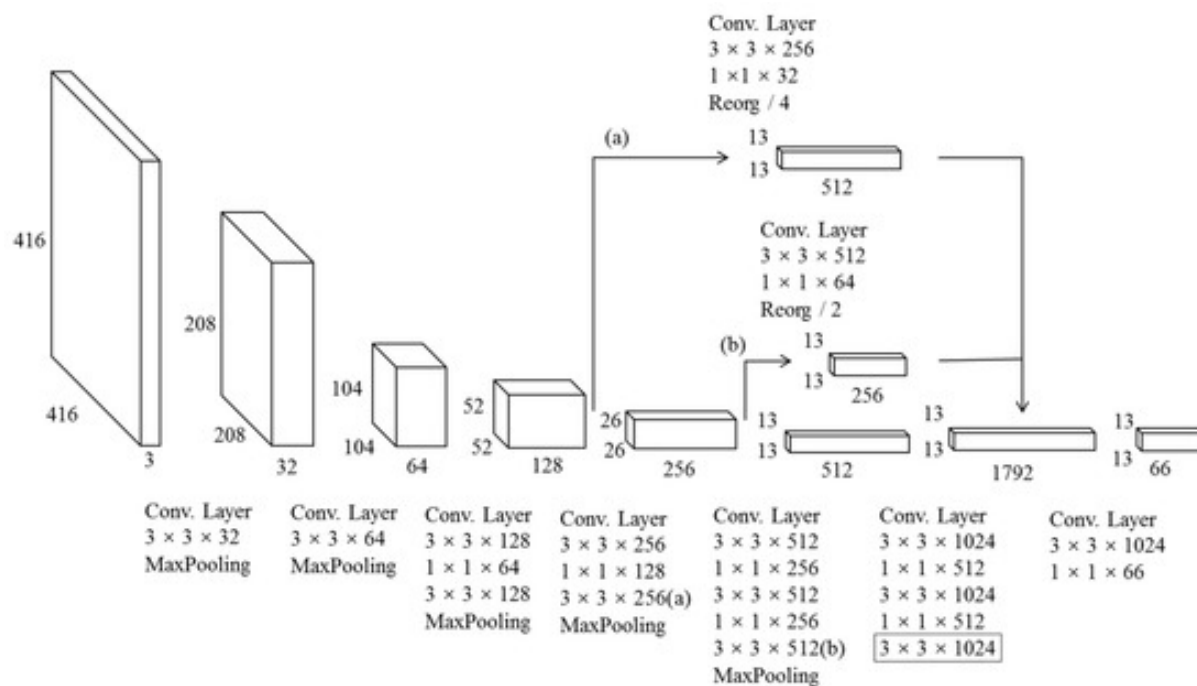 Conv. Layer
3 × 3 × 256
1 ×1 × 32
Reorg / 4
(a)
13
13
512
Conv. Layer
3 × 3 × 512
1 × 1 × 64
Reorg / 2
(b)
13
13
256
416
416
3
208
208
32
104
104
64
52
52
128
26
26
256
13
13
512
13
13
1792
13
13
66
Conv. Layer
3 × 3 × 32
MaxPooling
Conv. Layer
3 × 3 × 64
MaxPooling
Conv. Layer
3 × 3 × 128
1 × 1 × 64
3 × 3 × 128
MaxPooling
Conv. Layer
3 × 3 × 256
1 × 1 × 128
3 × 3 × 256(a)
MaxPooling
Conv. Layer
3 × 3 × 512
1 × 1 × 256
3 × 3 × 512
1 × 1 × 256
3 × 3 × 512(b)
MaxPooling
Conv. Layer
3 × 3 × 1024
1 × 1 × 512
3 × 3 × 1024
1 × 1 × 512
3 × 3 × 1024
Conv. Layer
3 × 3 × 1024
1 × 1 × 66